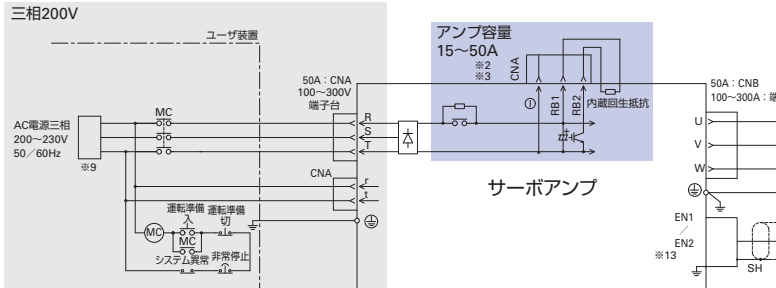 三相200V
ユーザ装置
アンプ容量
15～50A
※2
※3
CNA
50A：CNA
100～300V
端子台
MC
R
S
T
AC電源三相
200～230V
50／60Hz
※9
CNA
r
t
運転準備
入
運転準備
切
MC
MC
システム異常
非常停止
RB1
RB2
内蔵回生抵抗
サーボアンプ
50A：CNB
100～300A：端
U
V
W
EN1
／
EN2
※13
SH